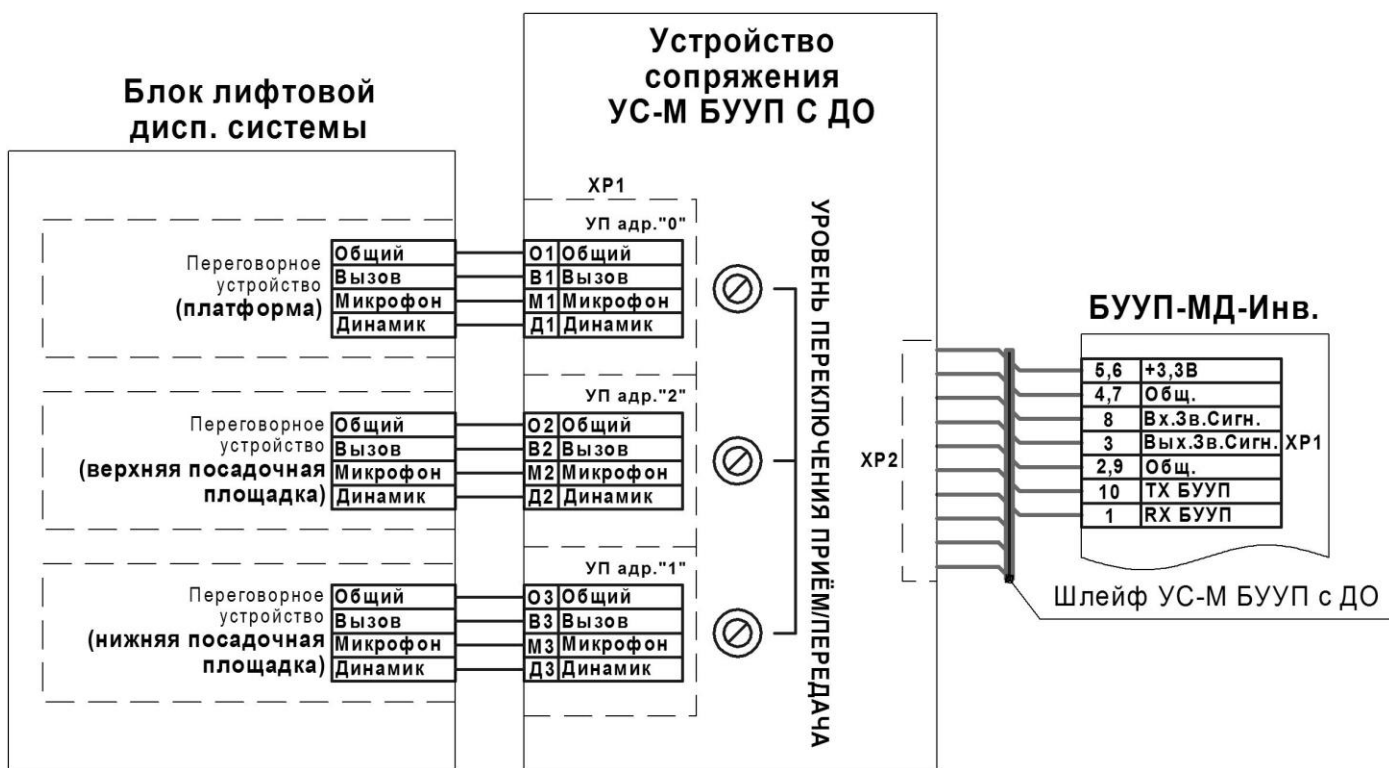 Блок лифтовой
дисп. системы
Устройство
сопряжения
УС-М БУУП С ДО
XP1
УП адр."0"
Переговорное
устройство
(платформа)
Общий
Вызов
Микрофон
Динамик
О1 Общий
В1 Вызов
М1 Микрофон
Д1 Динамик
УП адр."2"
Переговорное
устройство
(верхняя посадочная
площадка)
Общий
Вызов
Микрофон
Динамик
О2 Общий
В2 Вызов
М2 Микрофон
Д2 Динамик
УП адр."1"
Переговорное
устройство
(нижняя посадочная
площадка)
Общий
Вызов
Микрофон
Динамик
О3 Общий
В3 Вызов
М3 Микрофон
Д3 Динамик
УРОВЕНЬ ПЕРЕКЛЮЧЕНИЯ ПРИЁМ/ПЕРЕДАЧА
XP2
БУУП-МД-Инв.
5,6 +3,3В
4,7 Общ.
8 Вх.Зв.Сигн.
3 Вых.Зв.Сигн. XP1
2,9 Общ.
10 TX БУУП
1 RX БУУП
Шлейф УС-М БУУП с ДО